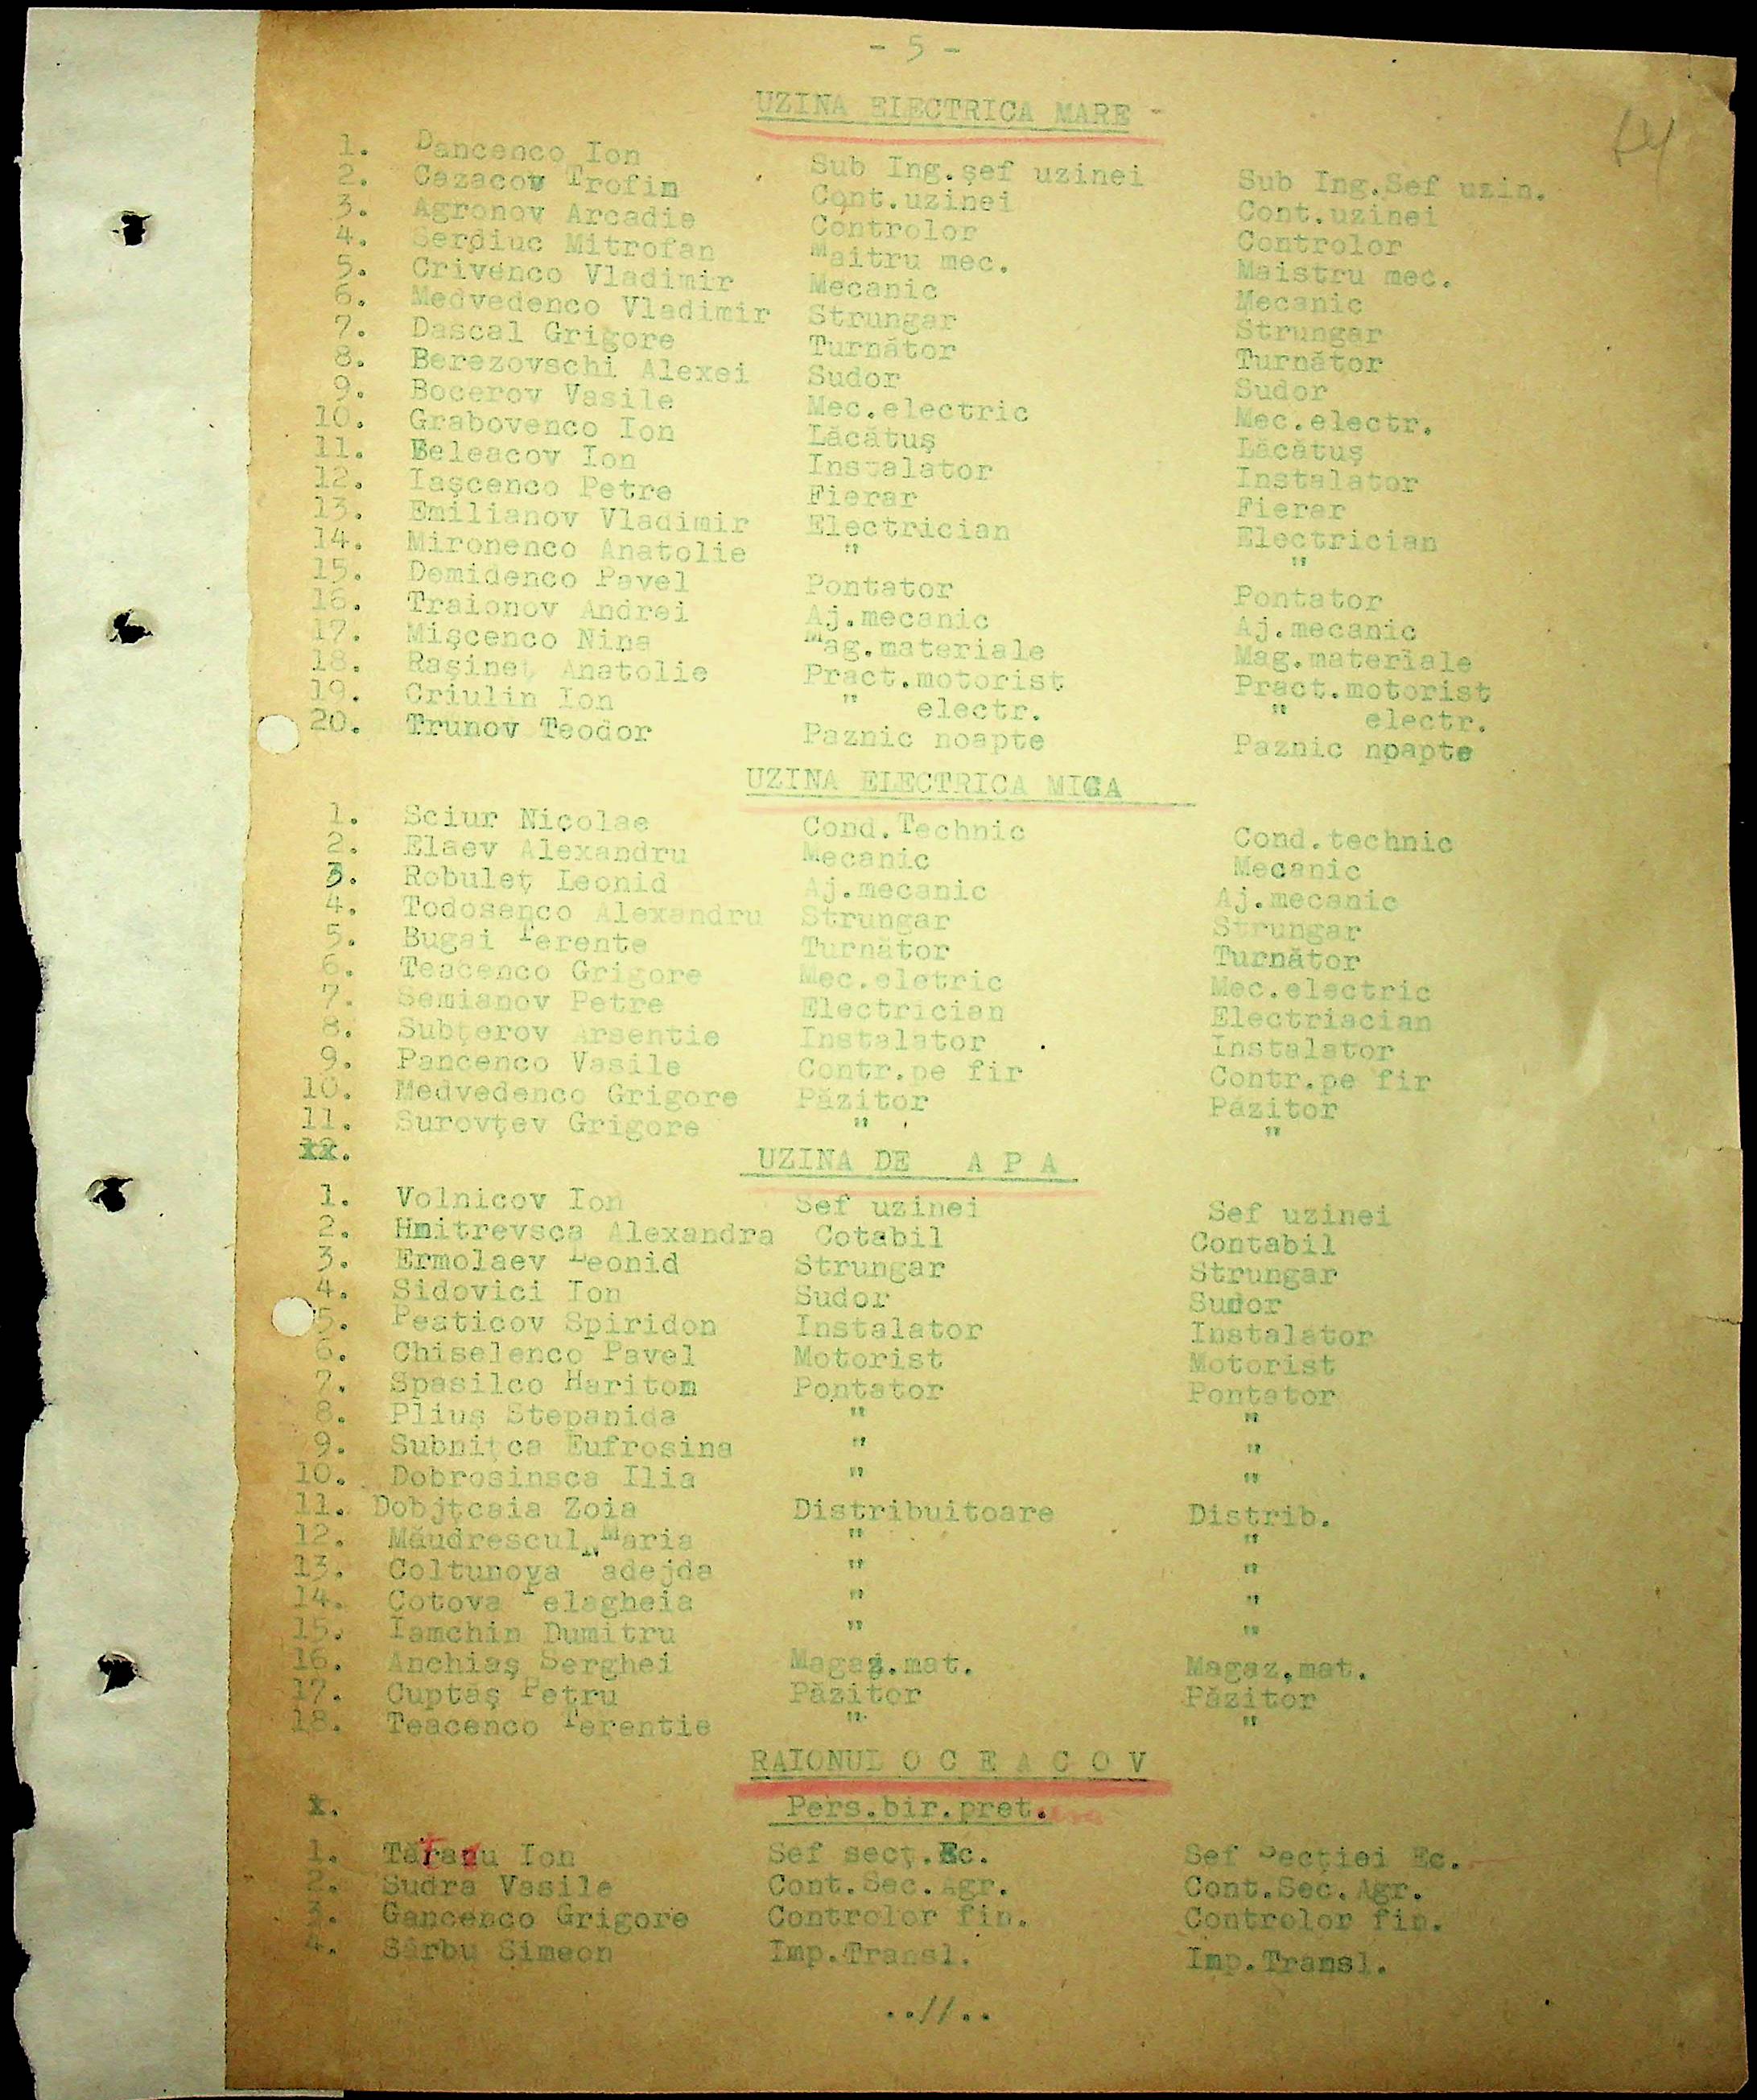 - 5 -
UZINA ELECTRICA MARE -
1. Dancenco Ion Sub Ing.şef uzinei Sub Ing.Sef uzin.
2. Cazacov Trofim Cont.uzinei Cont.uzinei
3. Agronov Arcadie Controlor Controlor
4. Serdiuc Mitrofan Maitru mec. Maistru mec.
5. Crivenco Vladimir Mecanic Mecanic
6. Medvedenco Vladimir Strungar Strungar
7. Dascal Grigore Turnător Turnător
8. Berezovschi Alexei Sudor Sudor
9. Bocerov Vasile Mec.electric Mec.electr.
10. Grabovenco Ion Lăcătuş Lăcătuş
11. Beleacov Ion Instalator Instalator
12. Iaşcenco Petre Fierar Fierar
13. Emilianov Vladimir Electrician Electrician
14. Mironenco Anatolie " "
15. Demidenco Pavel Pontator Pontator
16. Traionov Andrei Aj.mecanic Aj.mecanic
17. Mişcenco Nina Mag.materiale Mag.materiale
18. Raşineţ Anatolie Pract.motorist Pract.motorist
19. Criulin Ion " electr. " electr.
20. Trunov Teodor Paznic noapte Paznic noapte
UZINA ELECTRICA MICA
1. Sciur Nicolae Cond.Technic Cond.technic
2. Elaev Alexandru Mecanic Mecanic
3. Robuleţ Leonid Aj.mecanic Aj.mecanic
4. Todosenco Alexandru Strungar Strungar
5. Bugai Terente Turnător Turnător
6. Teacenco Grigore Mec.eletric Mec.electric
7. Semianov Petre Electrician Electriacian
8. Subţerov Arsentie Instalator Instalator
9. Pancenco Vasile Contr.pe fir Contr.pe fir
10. Medvedenco Grigore Păzitor Păzitor
11. Surovţev Grigore " "
UZINA DE A P A
1. Volnicov Ion Sef uzinei Sef uzinei
2. Hmitrevsca Alexandra Cotabil Contabil
3. Ermolaev Leonid Strungar Strungar
4. Sidovici Ion Sudor Sudor
5. Peaticov Spiridon Instalator Instalator
6. Chiselenco Pavel Motorist Motorist
7. Spasilco Hariton Pontator Pontator
8. Pliuş Stepanida " "
9. Subniţca Eufrosina " "
10. Dobrosinsca Ilia " "
11. Dobjţcaia Zoia Distribuitoare Distrib.
12. Măudrescul Maria " "
13. Coltunova Nadejda " "
14. Cotova Pelagheia " "
15. Iamchin Dumitru " "
16. Anchiaş Serghei Magaz.mat. Magaz.mat.
17. Cuptaş Petru Păzitor Păzitor
18. Teacenco Terentie " "
RAIONUL O C E A C O V
Pers.bir.pret.
1. Ion Sef secţ.Ec. Sef Secţiei Ec.
2. Sudra Vasile Cont.Sec.Agr. Cont.Sec.Agr.
3. Gancenco Grigore Controlor fin. Controlor fin.
4. Sârbu Simeon Imp.Transl. Imp.Transl.
..//..